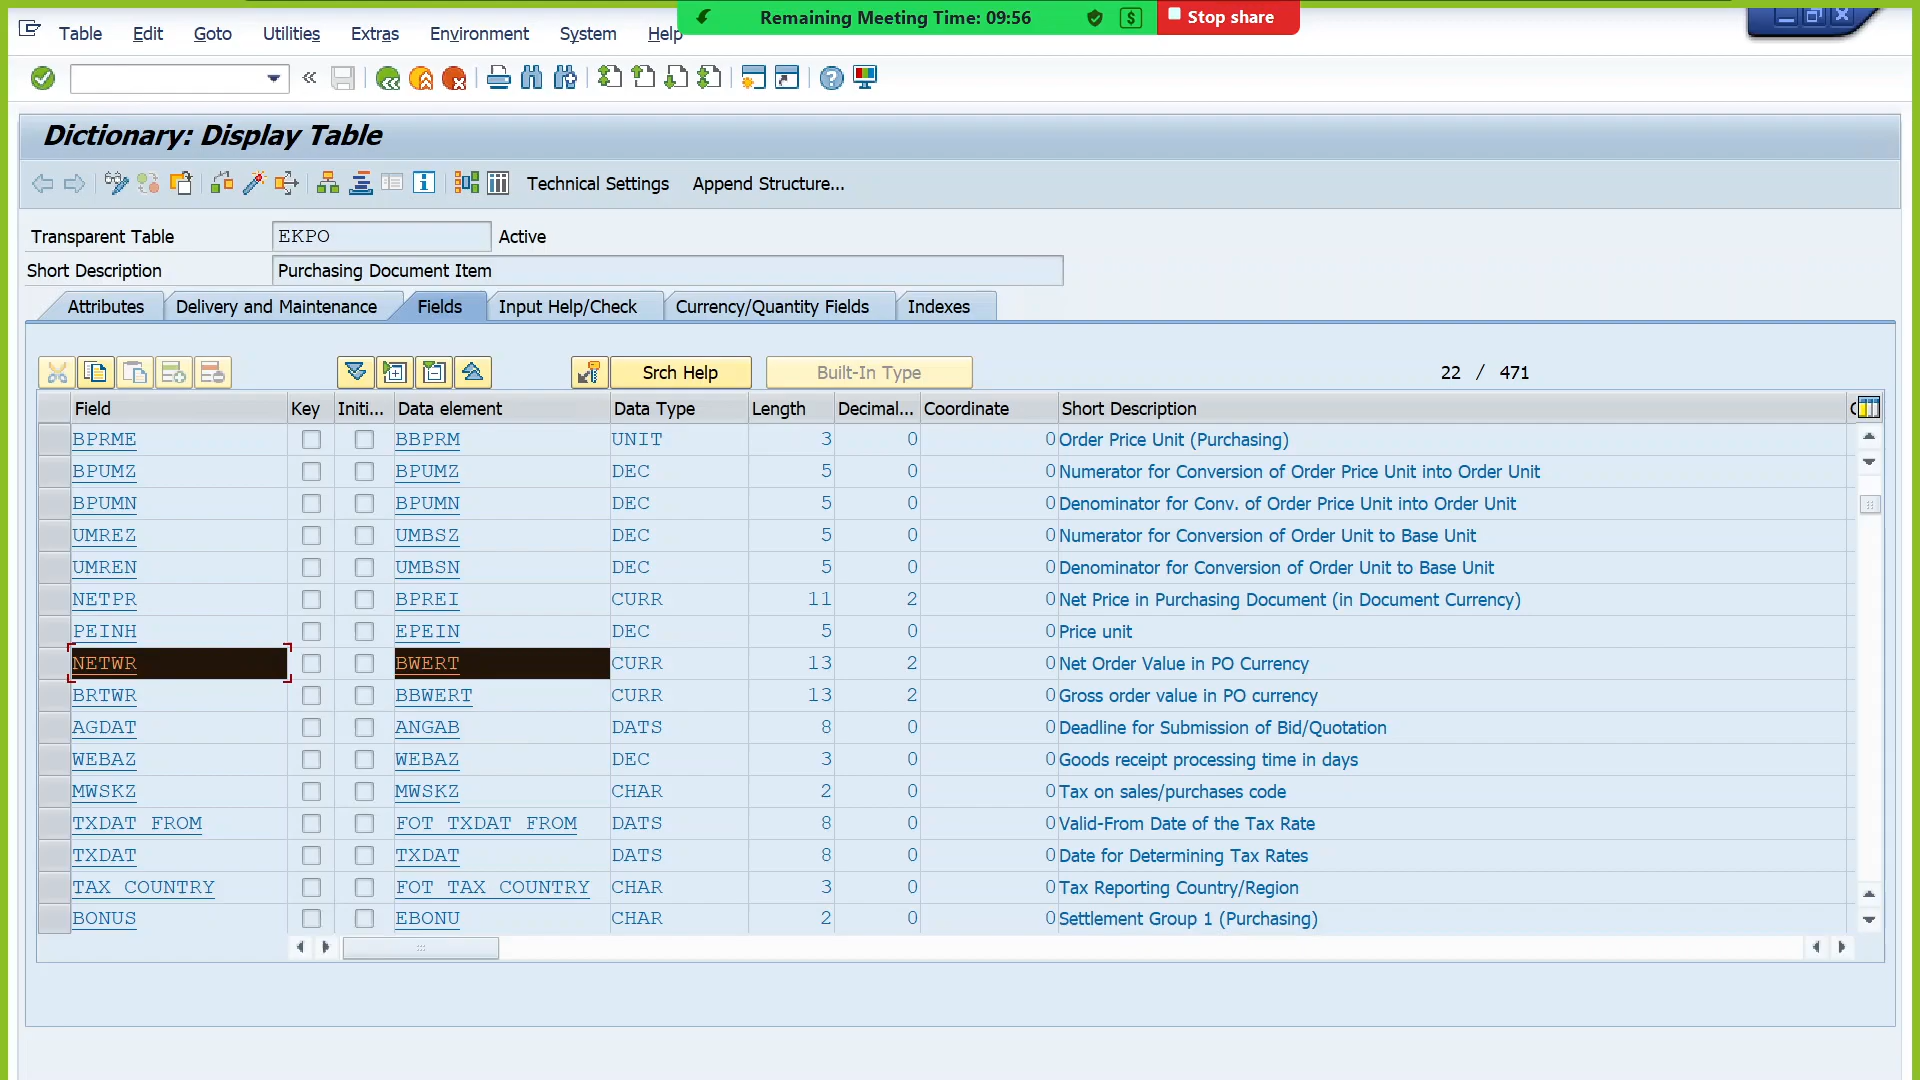 Remaining Meeting Time: 09:56 Stop share
Table Edit Goto Utilities Extras Environment System Help
Dictionary: Display Table
Technical Settings Append Structure...
Transparent Table EKPO Active
Short Description Purchasing Document Item
Attributes Delivery and Maintenance Fields Input Help/Check Currency/Quantity Fields Indexes
Srch Help Built-In Type 22 / 471
Field Key Initi... Data element Data Type Length Decimal... Coordinate Short Description
BPRME BBPRM UNIT 3 0 0 Order Price Unit (Purchasing)
BPUMZ BPUMZ DEC 5 0 0 Numerator for Conversion of Order Price Unit into Order Unit
BPUMN BPUMN DEC 5 0 0 Denominator for Conv. of Order Price Unit into Order Unit
UMREZ UMBSZ DEC 5 0 0 Numerator for Conversion of Order Unit to Base Unit
UMREN UMBSN DEC 5 0 0 Denominator for Conversion of Order Unit to Base Unit
NETPR BPREI CURR 11 2 0 Net Price in Purchasing Document (in Document Currency)
PEINH EPEIN DEC 5 0 0 Price unit
NETWR BWERT CURR 13 2 0 Net Order Value in PO Currency
BRTWR BBWERT CURR 13 2 0 Gross order value in PO currency
AGDAT ANGAB DATS 8 0 0 Deadline for Submission of Bid/Quotation
WEBAZ WEBAZ DEC 3 0 0 Goods receipt processing time in days
MWSKZ MWSKZ CHAR 2 0 0 Tax on sales/purchases code
TXDAT_FROM FOT_TXDAT_FROM DATS 8 0 0 Valid-From Date of the Tax Rate
TXDAT TXDAT DATS 8 0 0 Date for Determining Tax Rates
TAX_COUNTRY FOT_TAX_COUNTRY CHAR 3 0 0 Tax Reporting Country/Region
BONUS EBONU CHAR 2 0 0 Settlement Group 1 (Purchasing)